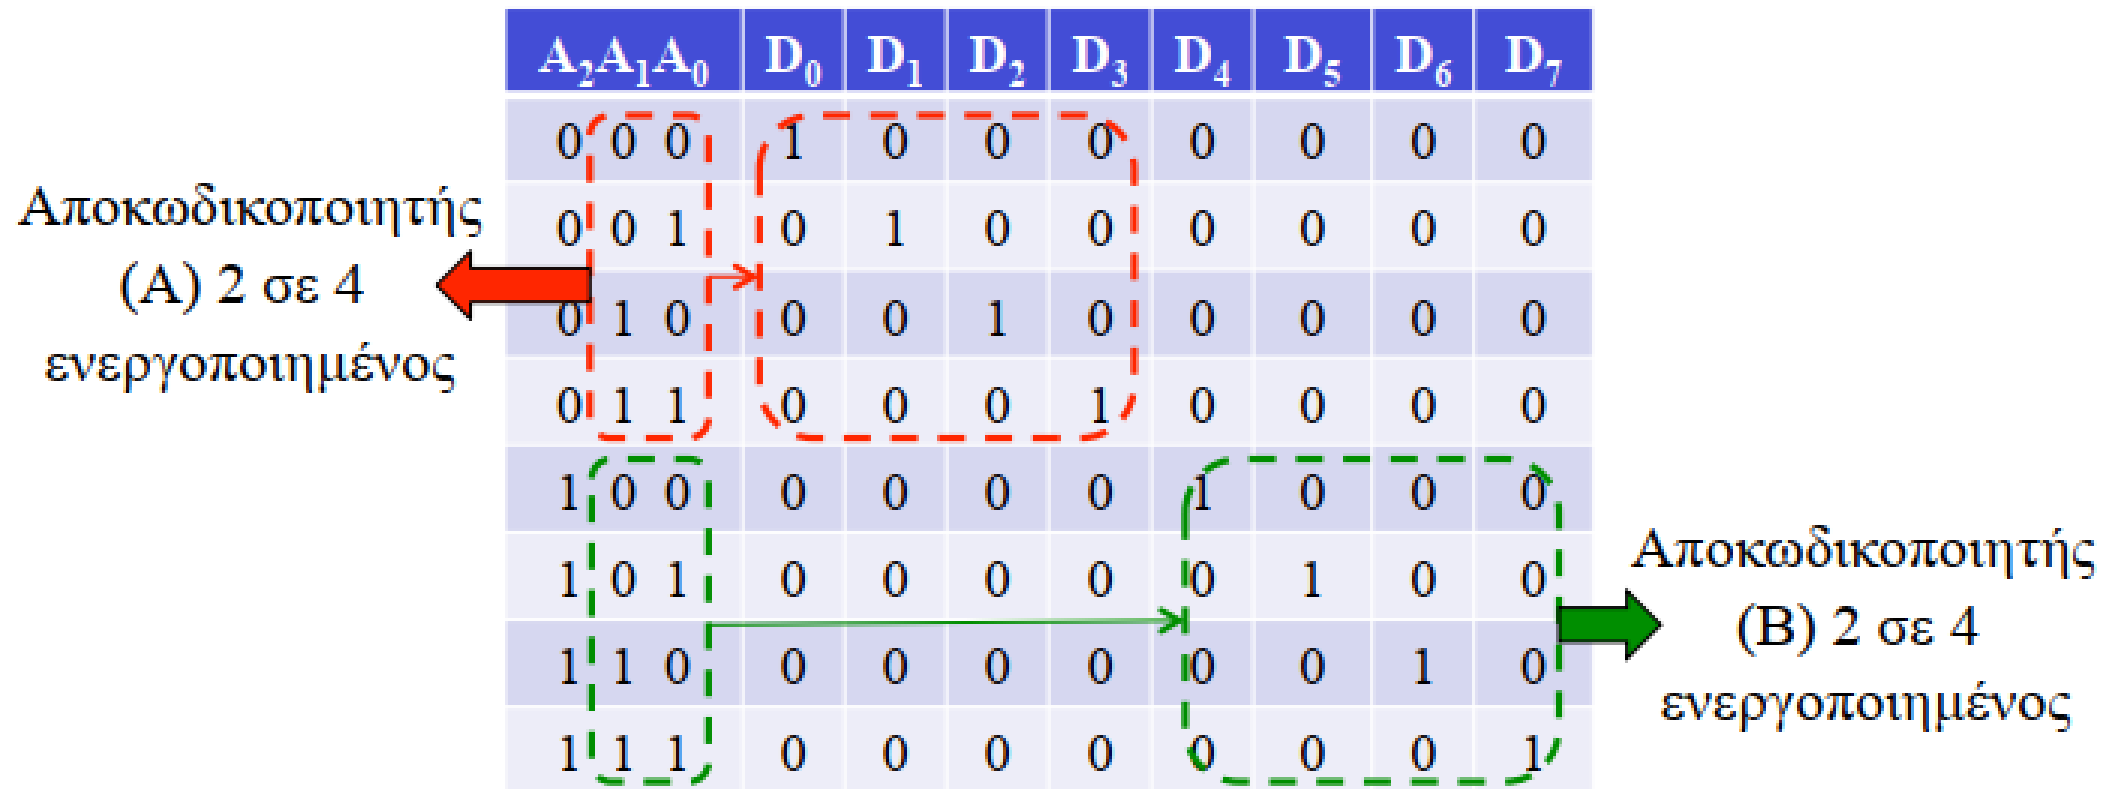 A₂A₁A₀ D₀ D₁ D₂ D₃ D₄ D₅ D₆ D₇
0 0 0 1 0 0 0 0 0 0 0
0 0 1 0 1 0 0 0 0 0 0
0 1 0 0 0 1 0 0 0 0 0
0 1 1 0 0 0 1 0 0 0 0
1 0 0 0 0 0 0 1 0 0 0
1 0 1 0 0 0 0 0 1 0 0
1 1 0 0 0 0 0 0 0 1 0
1 1 1 0 0 0 0 0 0 0 1
Αποκωδικοποιητής
(Α) 2 σε 4
ενεργοποιημένος
Αποκωδικοποιητής
(Β) 2 σε 4
ενεργοποιημένος